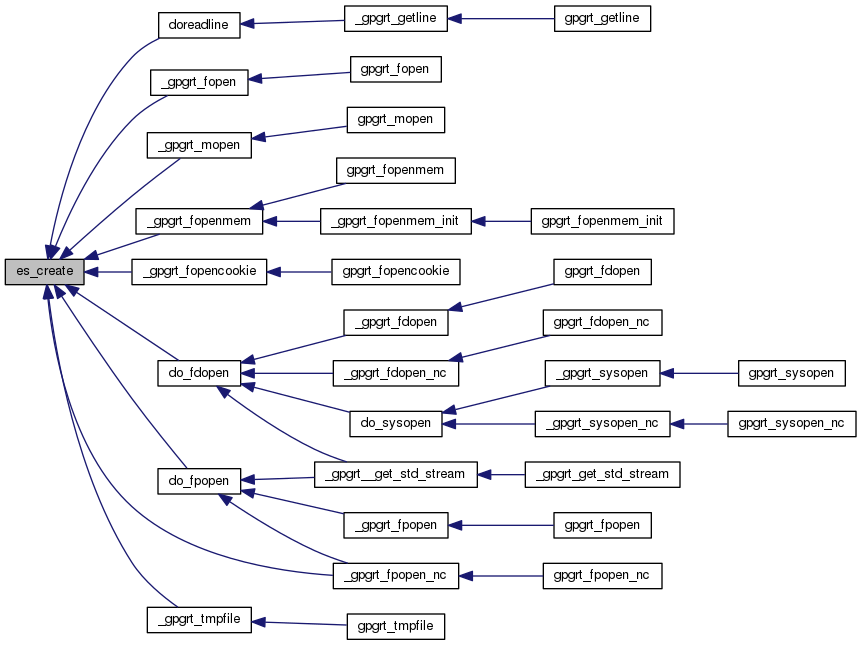 doreadline
_gpgrt_getline
gpgrt_getline
_gpgrt_fopen
gpgrt_fopen
_gpgrt_mopen
gpgrt_mopen
gpgrt_fopenmem
_gpgrt_fopenmem
_gpgrt_fopenmem_init
gpgrt_fopenmem_init
es_create
_gpgrt_fopencookie
gpgrt_fopencookie
gpgrt_fdopen
_gpgrt_fdopen
gpgrt_fdopen_nc
do_fdopen
_gpgrt_fdopen_nc
_gpgrt_sysopen
gpgrt_sysopen
do_sysopen
_gpgrt_sysopen_nc
gpgrt_sysopen_nc
do_fpopen
_gpgrt__get_std_stream
_gpgrt_get_std_stream
_gpgrt_fpopen
gpgrt_fpopen
_gpgrt_fpopen_nc
gpgrt_fpopen_nc
_gpgrt_tmpfile
gpgrt_tmpfile